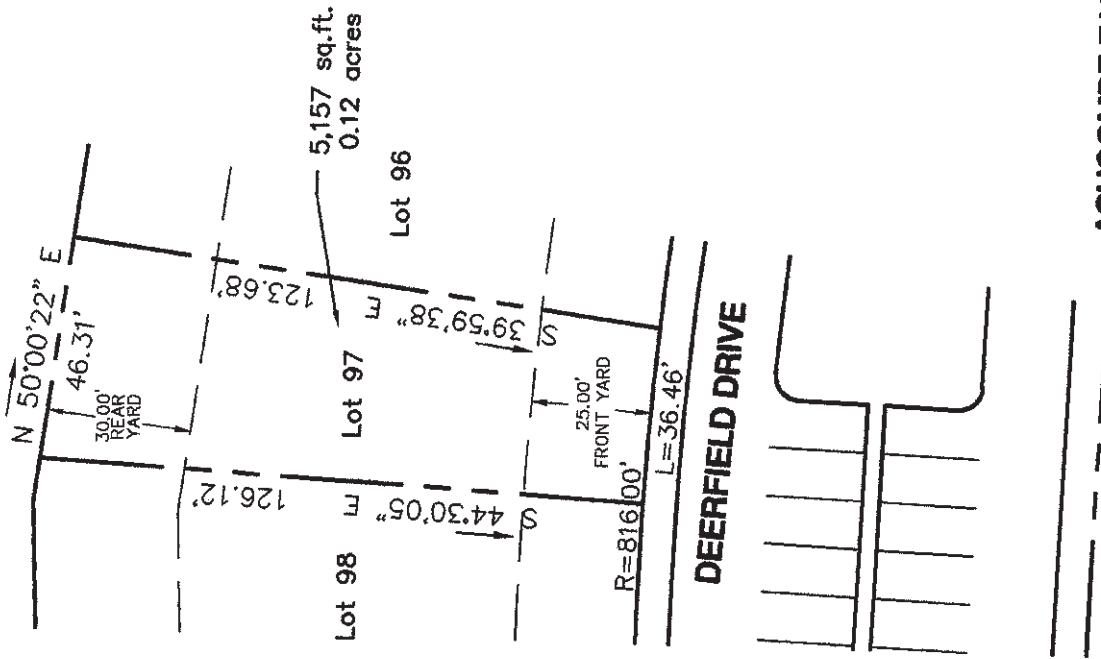 N 50°00'22" E
46.31'
30.00'
REAR
YARD
123.68'
S 39°59'38" E
126.12'
S 44°30'05" E
5,157 sq.ft.
0.12 acres
Lot 96
Lot 97
Lot 98
25.00'
FRONT YARD
R=816.00'
L=36.46'
DEERFIELD DRIVE